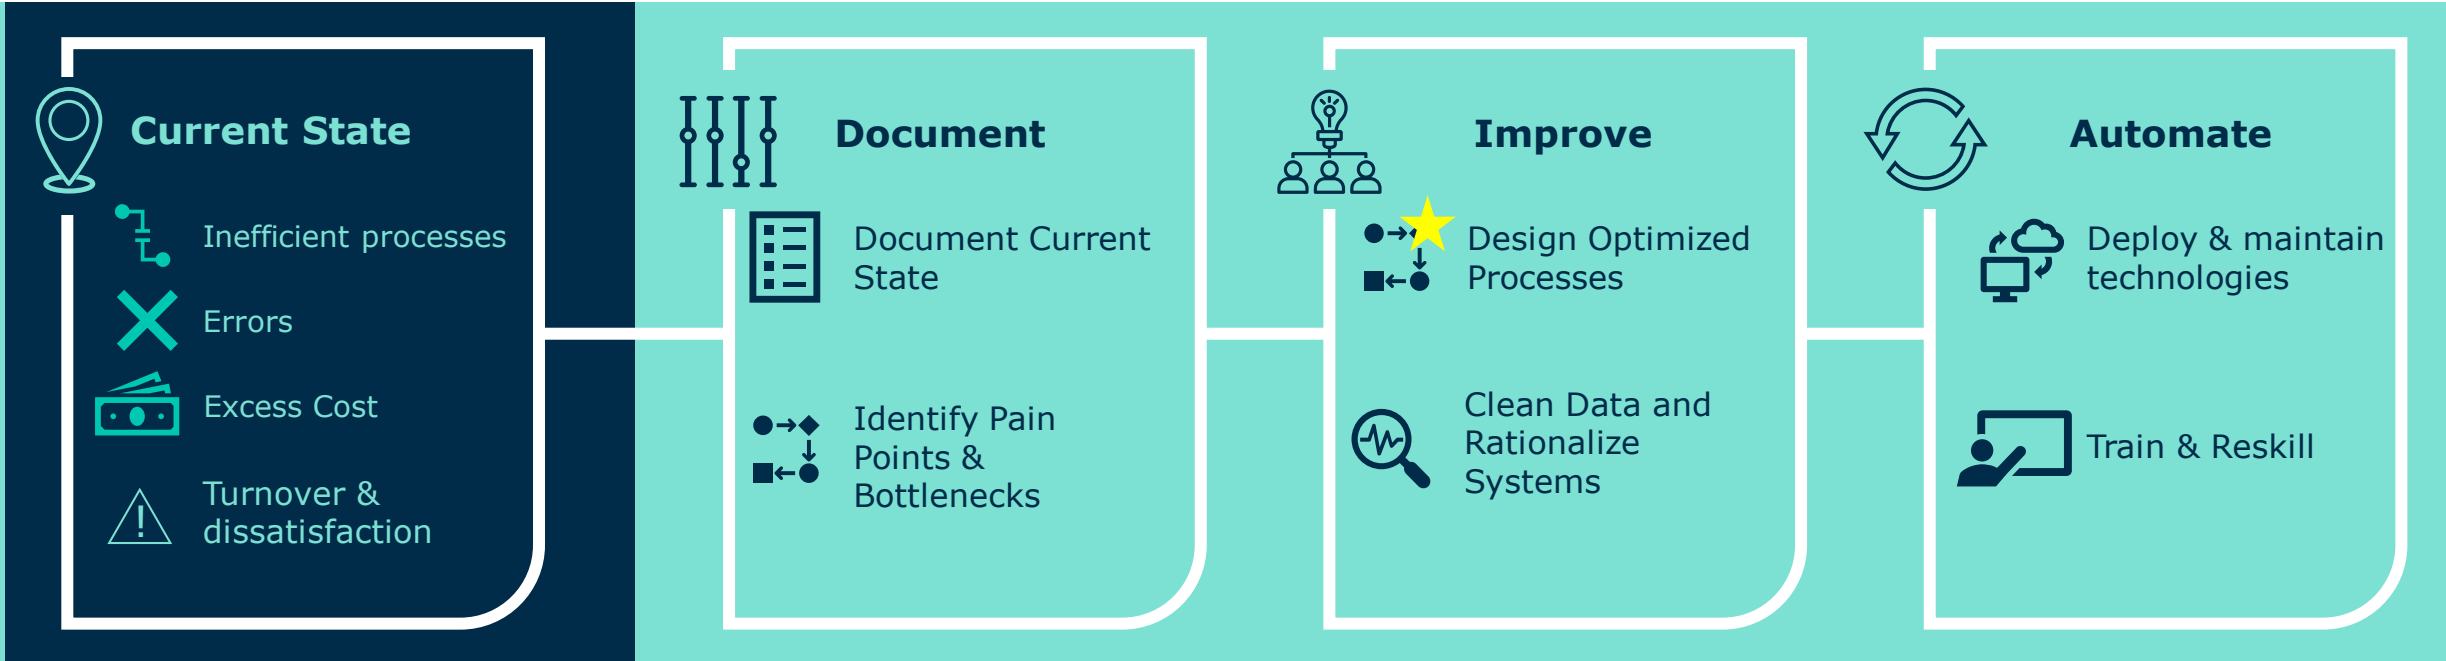 Current State
Inefficient processes
Errors
Excess Cost
Turnover &
dissatisfaction
Document
Document Current
State
Identify Pain
Points &
Bottlenecks
Improve
Design Optimized
Processes
Clean Data and
Rationalize
Systems
Automate
Deploy & maintain
technologies
Train & Reskill